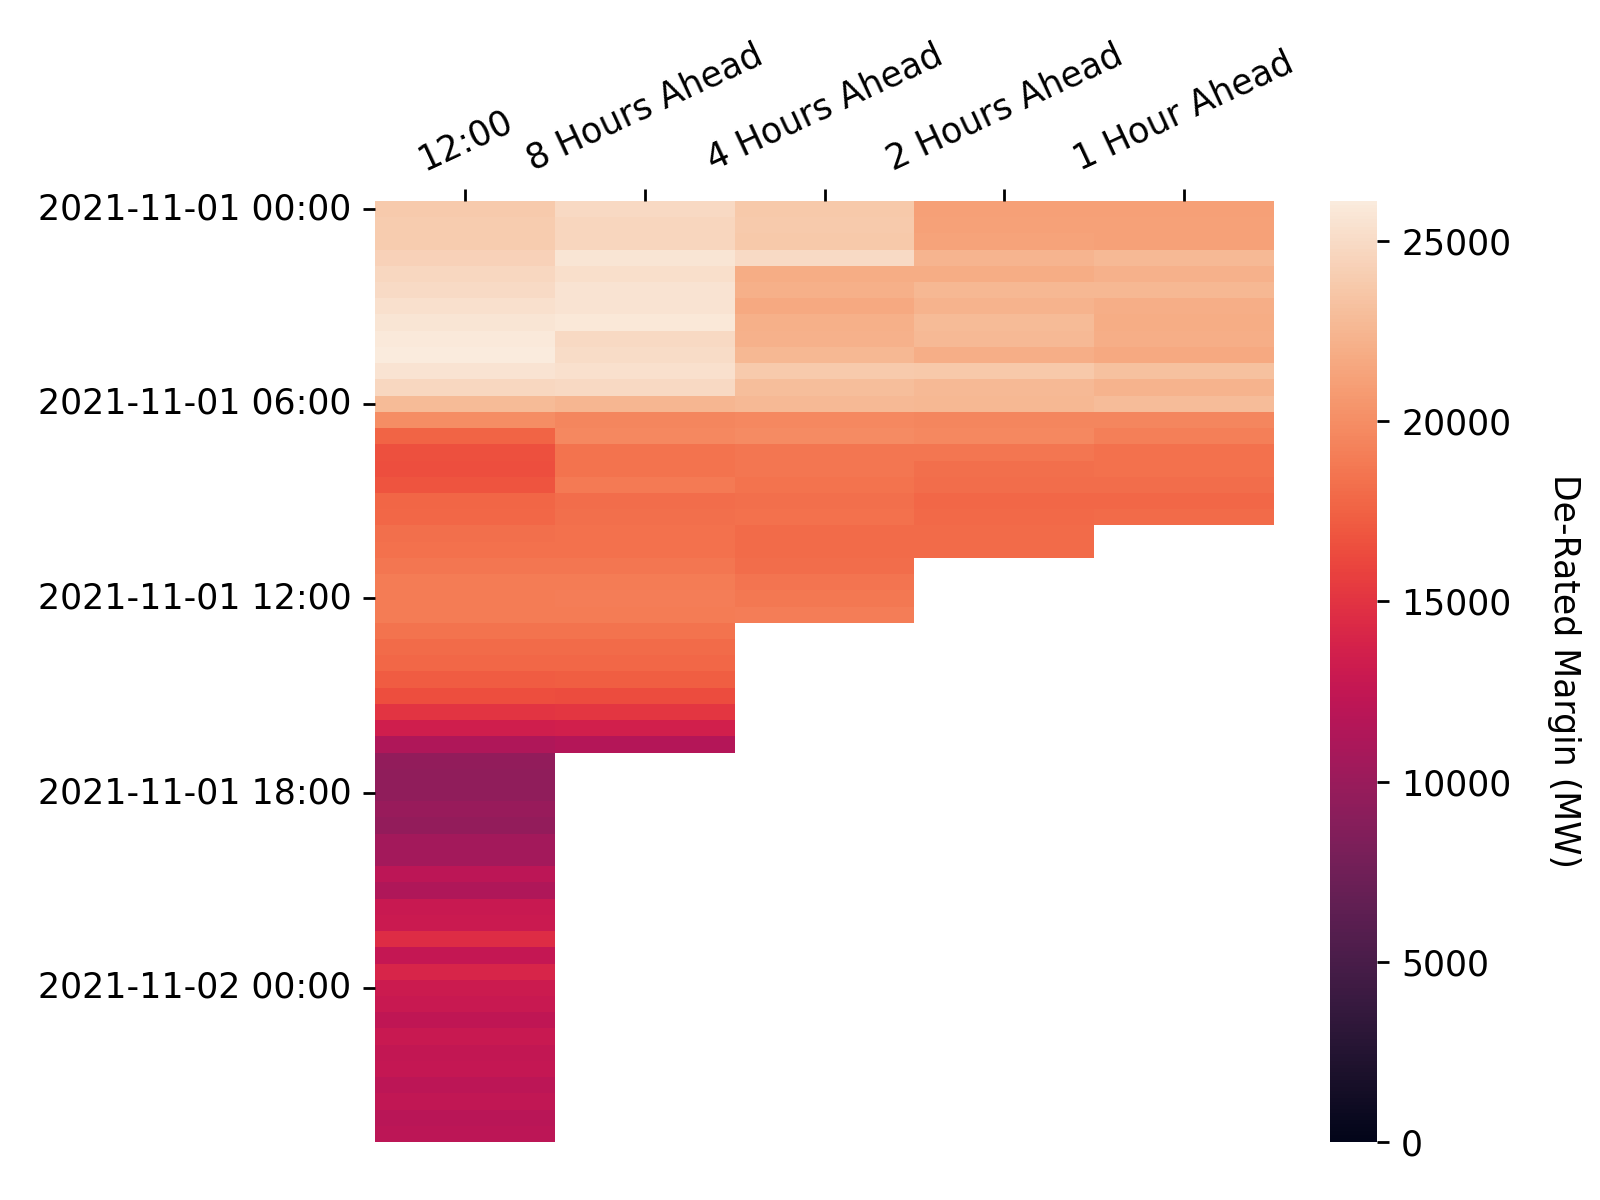 12:00
8 Hours Ahead
4 Hours Ahead
2 Hours Ahead
1 Hour Ahead
2021-11-01 00:00
2021-11-01 06:00
2021-11-01 12:00
2021-11-01 18:00
2021-11-02 00:00
25000
20000
15000
10000
5000
0
De-Rated Margin (MW)